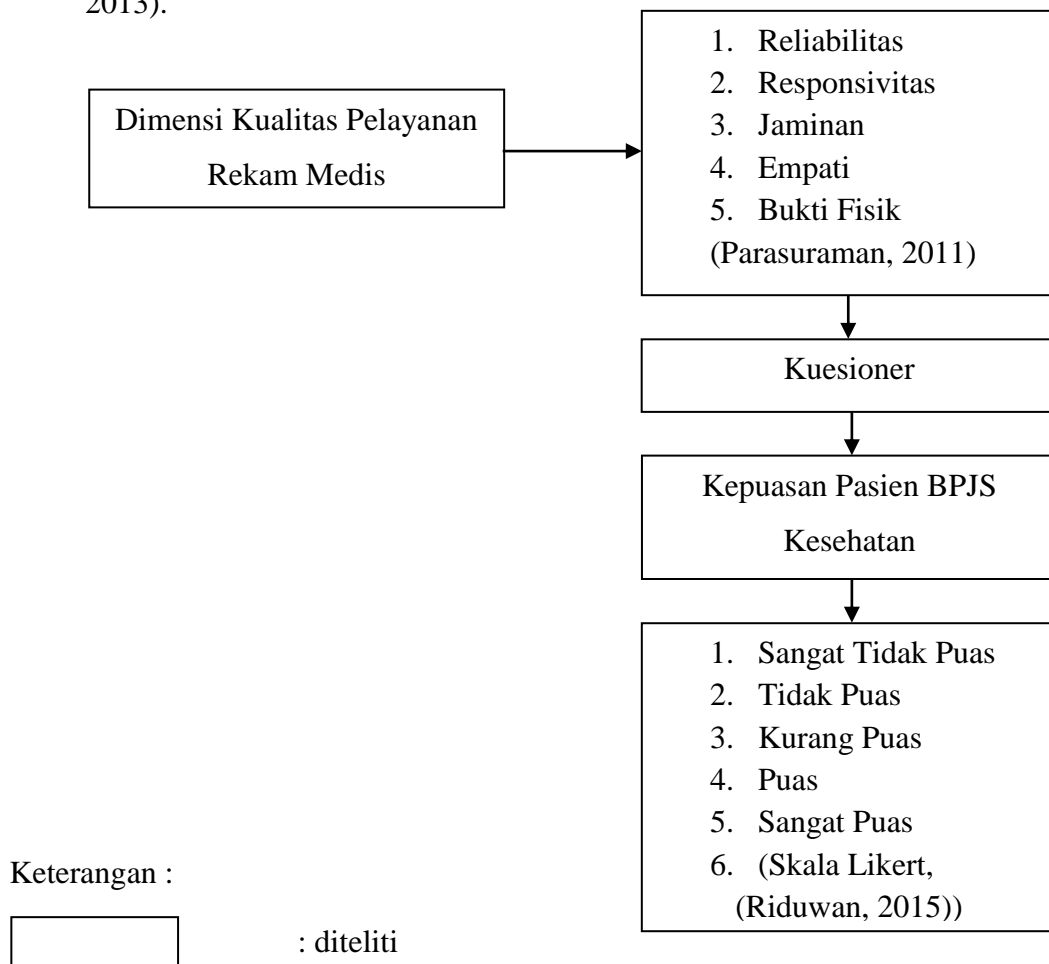 2013).
Dimensi Kualitas Pelayanan
Rekam Medis
1. Reliabilitas
2. Responsivitas
3. Jaminan
4. Empati
5. Bukti Fisik
(Parasuraman, 2011)
Kuesioner
Kepuasan Pasien BPJS
Kesehatan
1. Sangat Tidak Puas
2. Tidak Puas
3. Kurang Puas
4. Puas
5. Sangat Puas
6. (Skala Likert,
(Riduwan, 2015))
Keterangan :
: diteliti